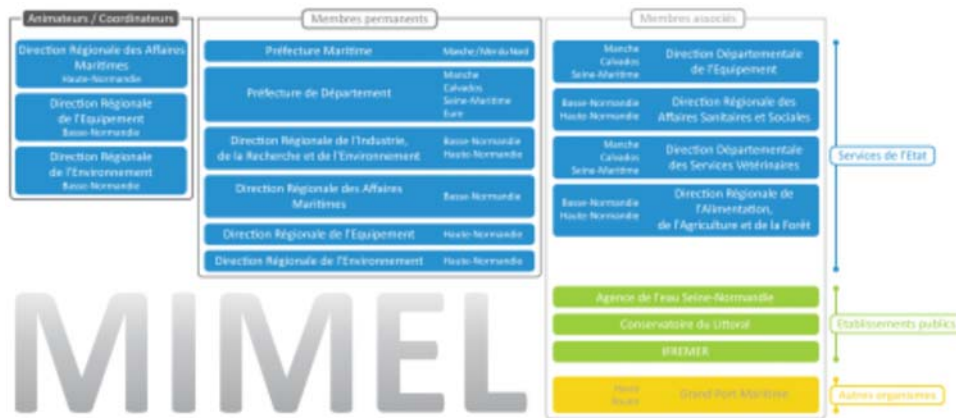 Animateurs / Coordinateurs
Direction Régionale des Affaires
Maritimes
Haute-Normandie
Direction Régionale
de l'Equipement
Basse-Normandie
Direction Régionale
de l'Environnement
Basse-Normandie
Membres permanents
Préfecture Maritime
Manche/Mer du Nord
Préfecture de Département
Manche
Calvados
Seine-Maritime
Eure
Direction Régionale de l'Industrie,
de la Recherche et de l'Environnement
Basse-Normandie
Haute-Normandie
Direction Régionale des Affaires
Maritimes
Basse-Normandie
Direction Régionale de l'Equipement
Haute-Normandie
Direction Régionale de l'Environnement
Haute-Normandie
Membres associés
Manche
Calvados
Seine-Maritime
Direction Départementale
de l'Equipement
Basse-Normandie
Haute-Normandie
Direction Régionale des
Affaires Sanitaires et Sociales
Manche
Calvados
Seine-Maritime
Direction Départementale
des Services Vétérinaires
Basse-Normandie
Haute-Normandie
Direction Régionale de
l'Alimentation,
de l'Agriculture et de la Forêt
Services de l'Etat
Agence de l'eau Seine-Normandie
Conservatoire du Littoral
IFREMER
Etablissements publics
Grand Port Maritime
Autres organismes
MIMEL